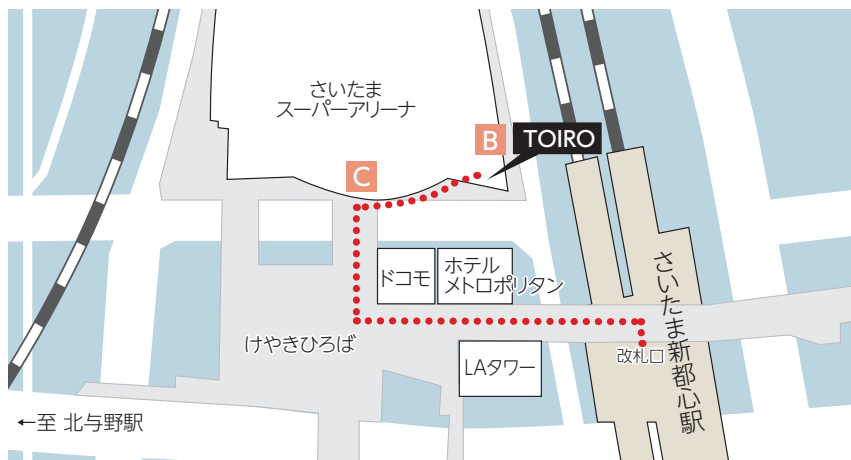 さいたま
スーパーアリーナ
B
TOIRO
C
ドコモ
ホテル
メトロポリタン
さいたま新都心駅
けやきひろば
改札口
LAタワー
←至 北与野駅